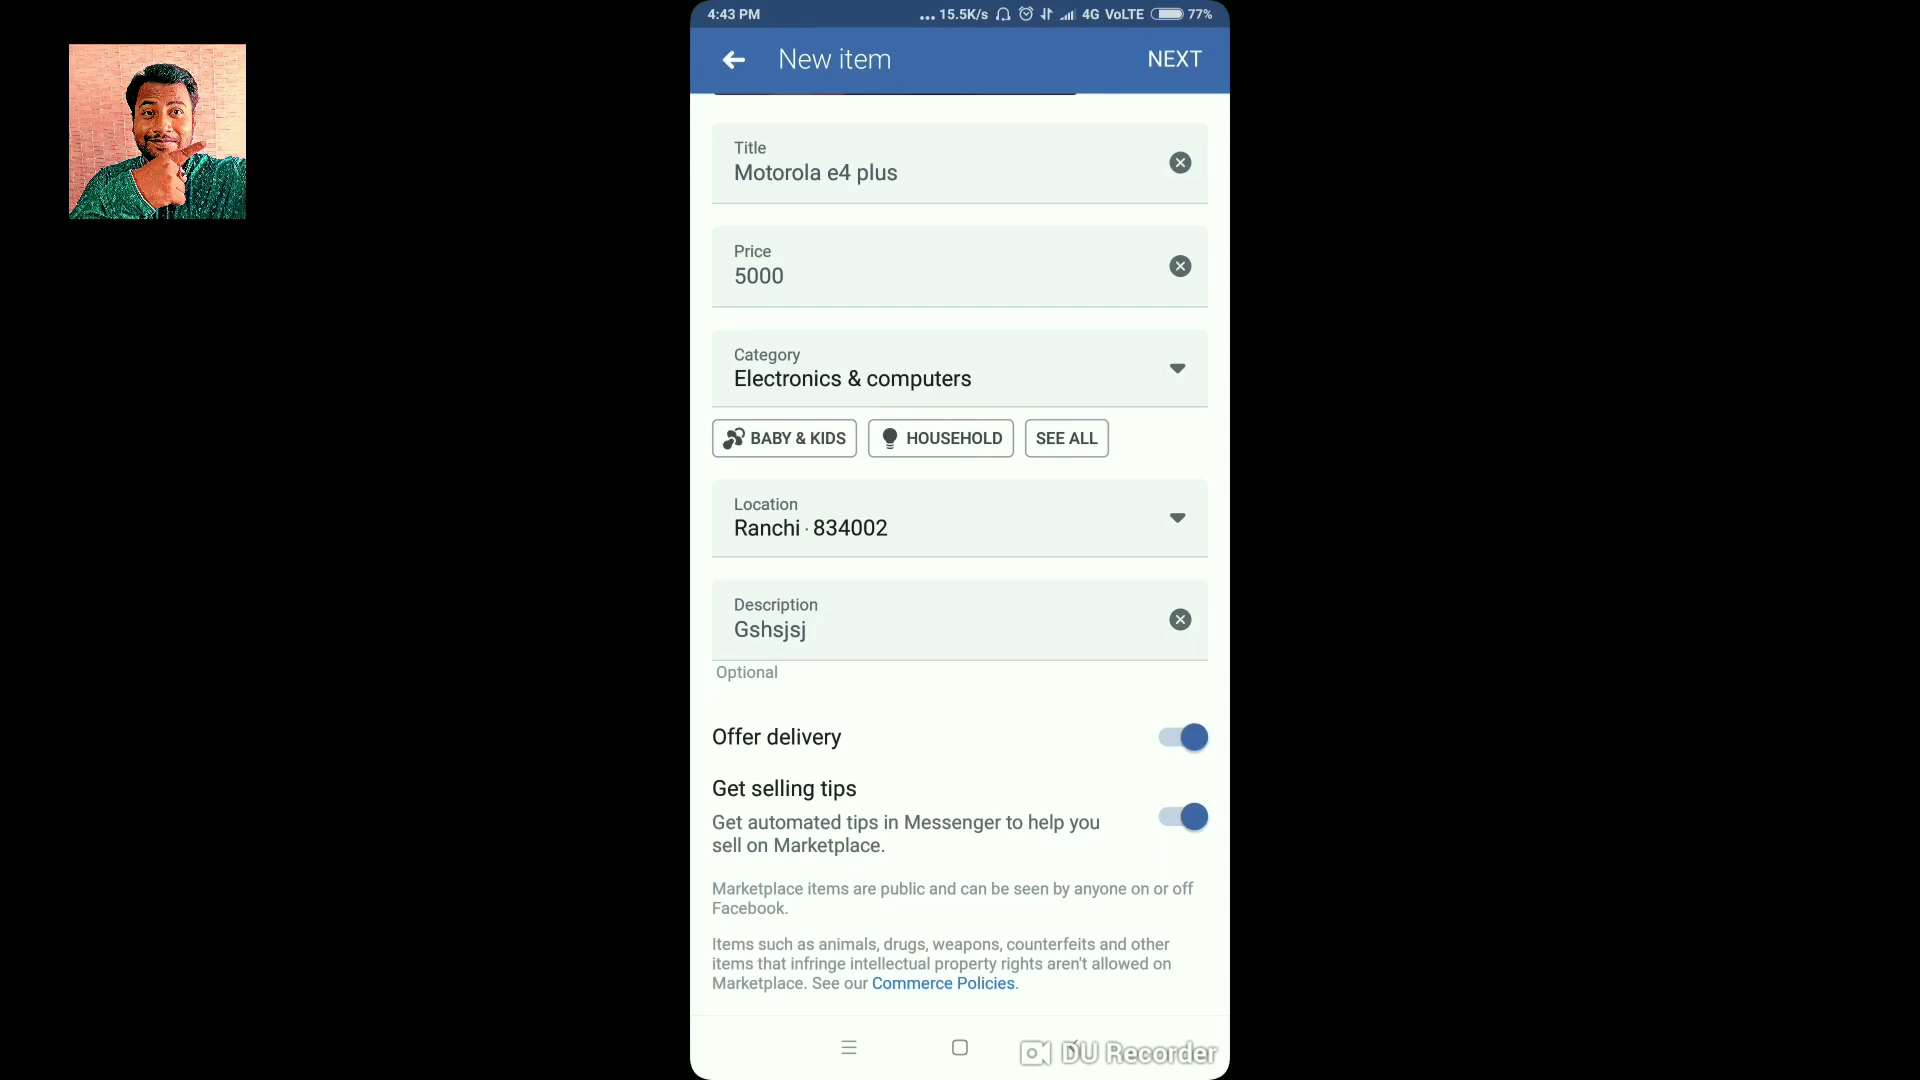 4:43 PM ... 15.5K/s 4G VoLTE 77%
New item NEXT
Title
Motorola e4 plus
Price
5000
Category
Electronics & computers
BABY & KIDS HOUSEHOLD SEE ALL
Location
Ranchi · 834002
Description
Gshsjsj
Optional
Offer delivery
Get selling tips
Get automated tips in Messenger to help you
sell on Marketplace.
Marketplace items are public and can be seen by anyone on or off
Facebook.
Items such as animals, drugs, weapons, counterfeits and other
items that infringe intellectual property rights aren't allowed on
Marketplace. See our Commerce Policies.
DU Recorder